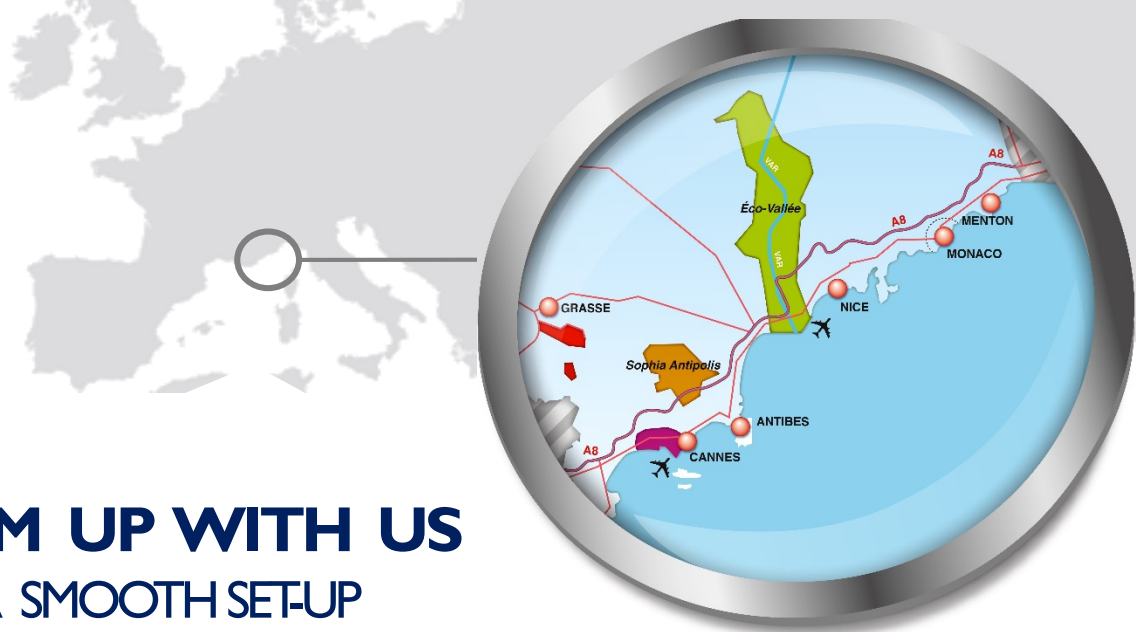 VAR
A8
Éco-Vallée
MENTON
A8
MONACO
VAR
NICE
GRASSE
Sophia Antipolis
ANTIBES
A8
CANNES
M UP WITH US
SMOOTH SET-UP